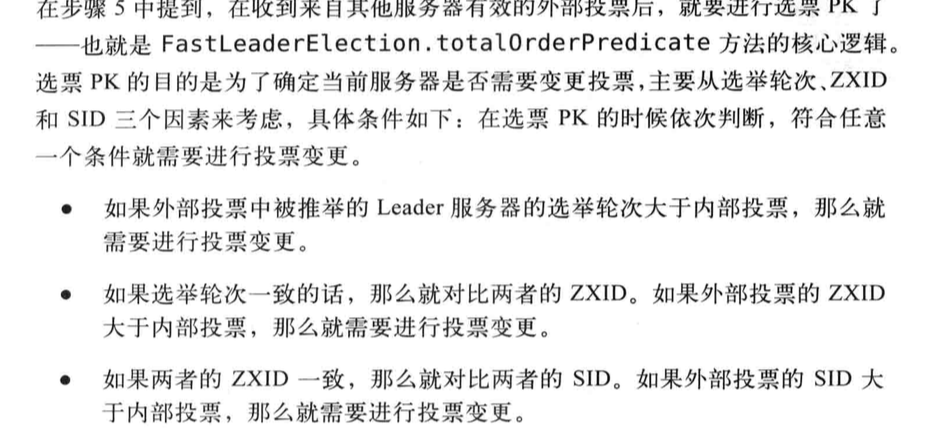 在步骤 5 中提到，在收到来自其他服务器有效的外部投票后，就要进行选票 PK 了
——也就是 FastLeaderElection.totalOrderPredicate 方法的核心逻辑。
选票 PK 的目的是为了确定当前服务器是否需要变更投票，主要从选举轮次、ZXID
和 SID 三个因素来考虑，具体条件如下：在选票 PK 的时候依次判断，符合任意
一个条件就需要进行投票变更。
● 如果外部投票中被推举的 Leader 服务器的选举轮次大于内部投票，那么就
需要进行投票变更。
● 如果选举轮次一致的话，那么就对比两者的 ZXID。如果外部投票的 ZXID
大于内部投票，那么就需要进行投票变更。
● 如果两者的 ZXID 一致，那么就对比两者的 SID。如果外部投票的 SID 大
于内部投票，那么就需要进行投票变更。